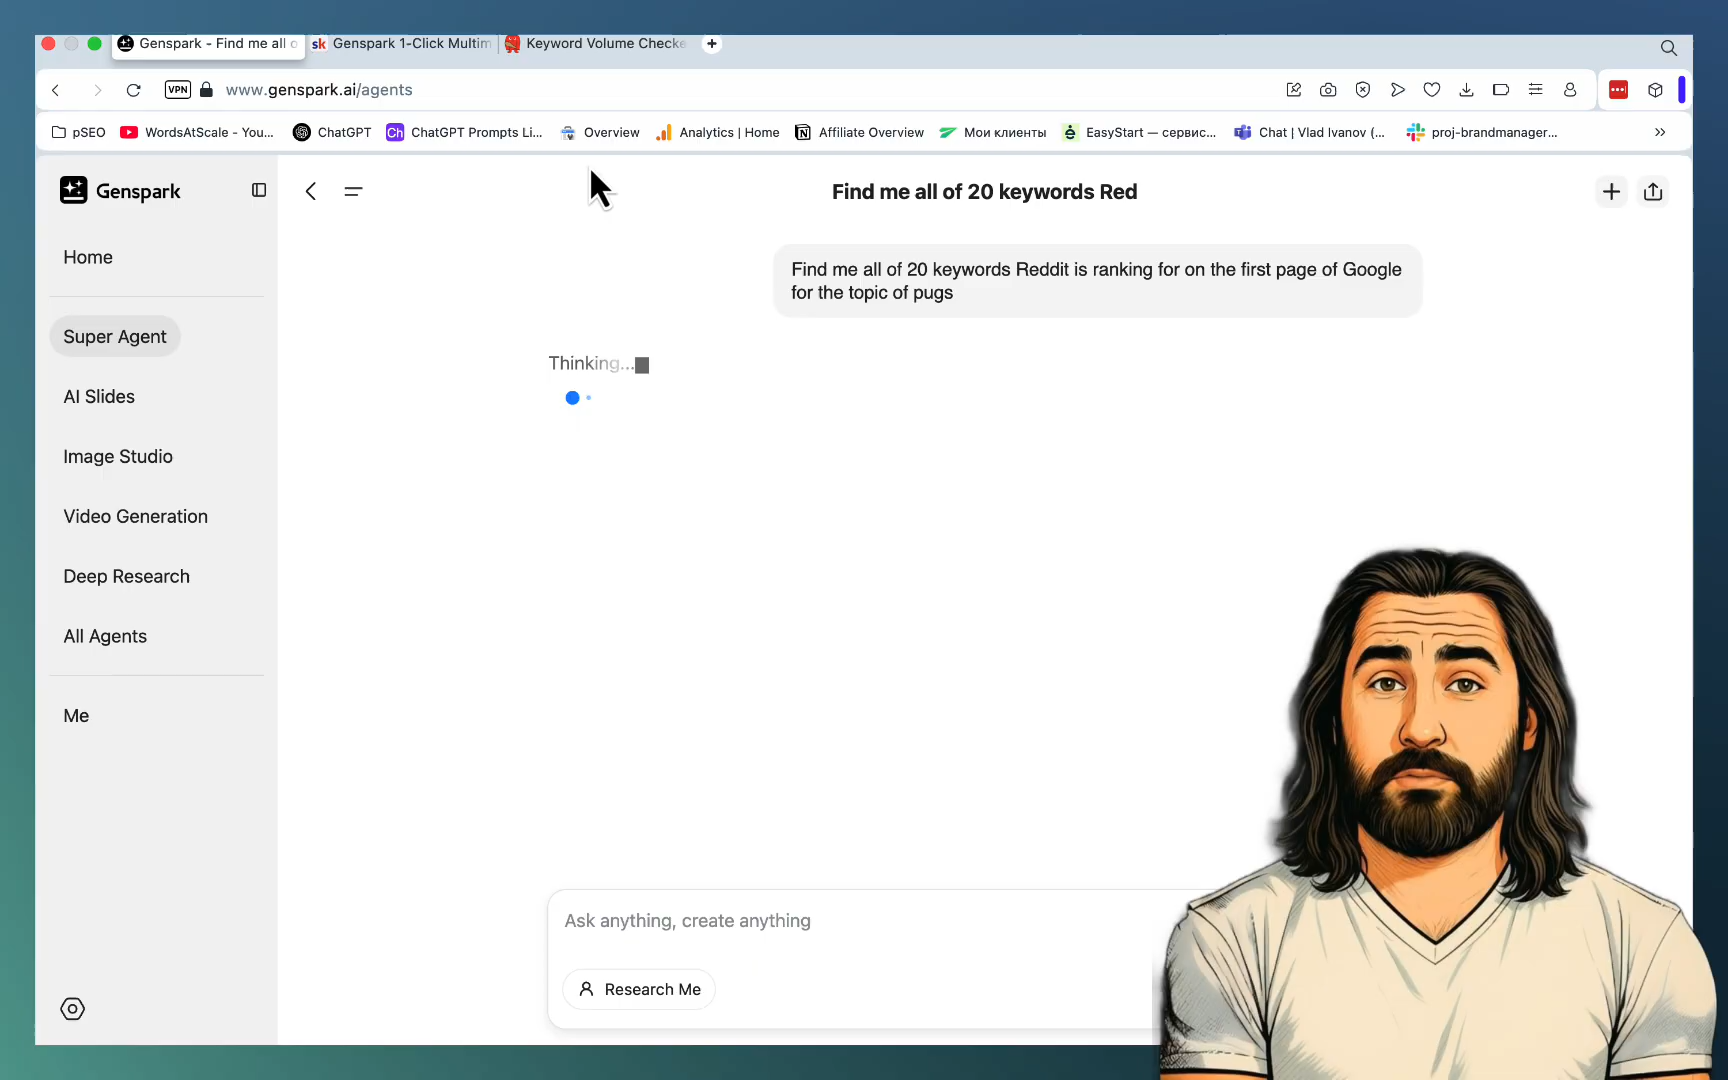 Genspark - Find me all o
sk Genspark 1-Click Multim
Keyword Volume Checke
VPN www.genspark.ai/agents
pSEO
WordsAtScale - You...
ChatGPT
Ch ChatGPT Prompts Li...
Overview
Analytics | Home
Affiliate Overview
Мои клиенты
EasyStart — сервис...
Chat | Vlad Ivanov (...
proj-brandmanager...
Genspark
Home
Super Agent
AI Slides
Image Studio
Video Generation
Deep Research
All Agents
Me
Find me all of 20 keywords Red
Find me all of 20 keywords Reddit is ranking for on the first page of Google
for the topic of pugs
Thinking...
Ask anything, create anything
Research Me